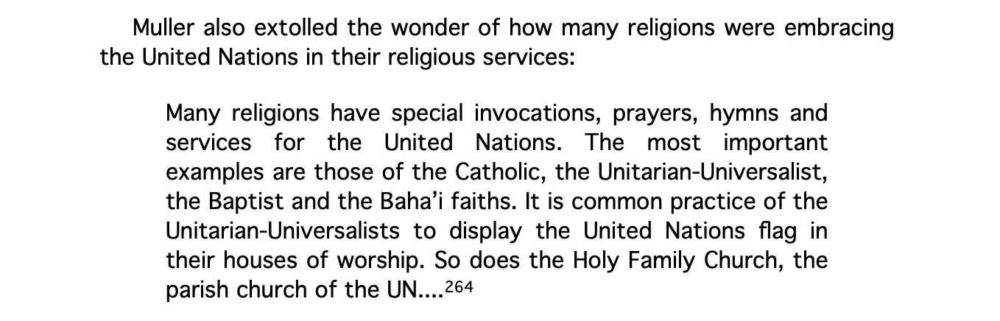 Muller also extolled the wonder of how many religions were embracing
the United Nations in their religious services:
Many religions have special invocations, prayers, hymns and
services for the United Nations. The most important
examples are those of the Catholic, the Unitarian-Universalist,
the Baptist and the Baha’i faiths. It is common practice of the
Unitarian-Universalists to display the United Nations flag in
their houses of worship. So does the Holy Family Church, the
parish church of the UN....264